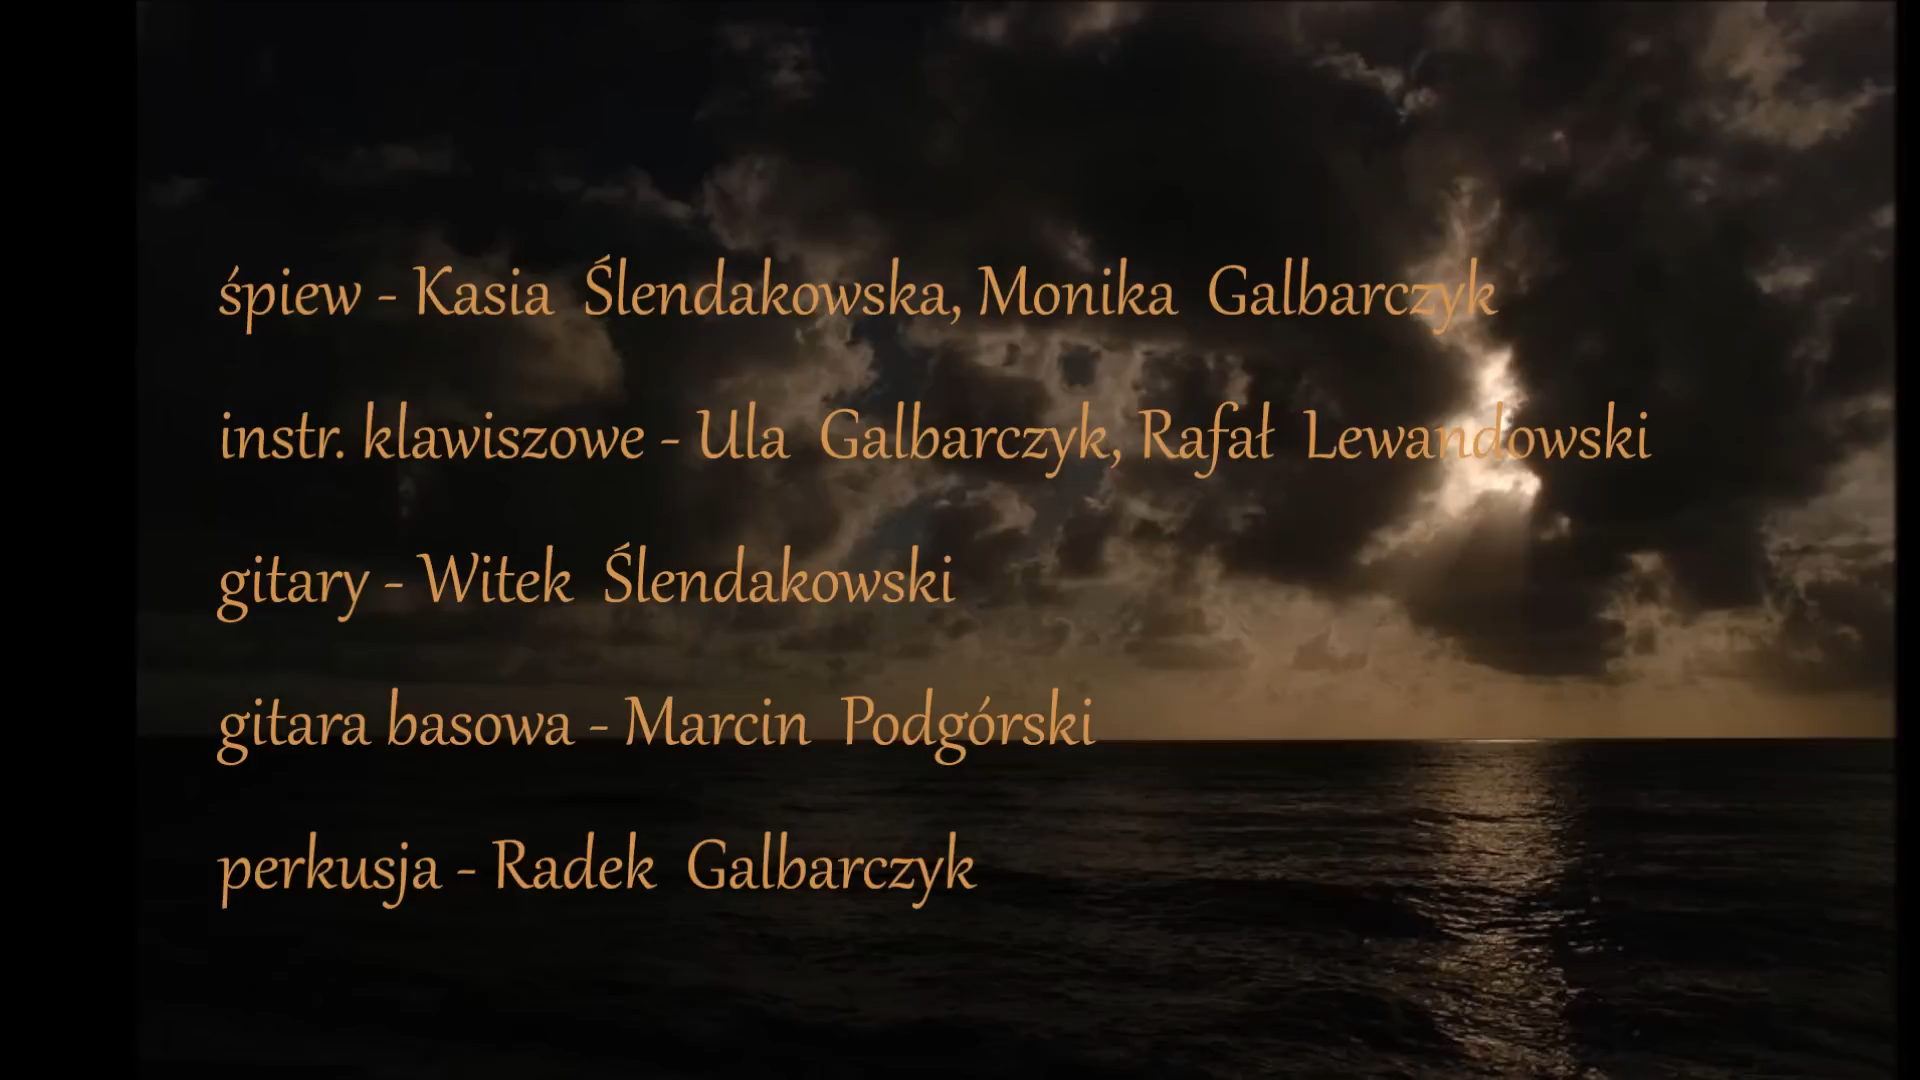 śpiew - Kasia Ślendakowska, Monika Galbarczyk
instr. klawiszowe - Ula Galbarczyk, Rafał Lewandowski
gitary - Witek Ślendakowski
gitara basowa - Marcin Podgórski
perkusja - Radek Galbarczyk